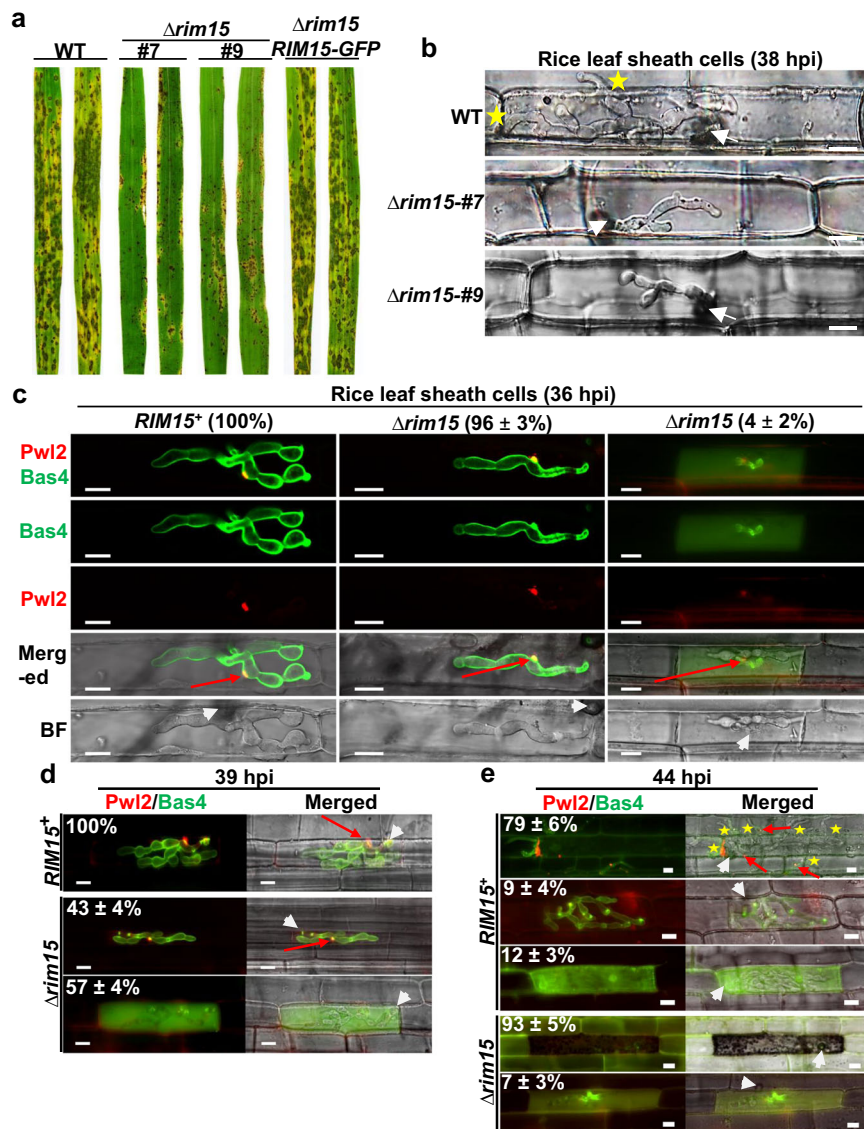 a
WT
Δrim15
#7
#9
Δrim15
RIM15-GFP
b
Rice leaf sheath cells (38 hpi)
WT
Δrim15-#7
Δrim15-#9
c
Rice leaf sheath cells (36 hpi)
RIM15+ (100%)
Δrim15 (96 ± 3%)
Δrim15 (4 ± 2%)
Pwl2
Bas4
Bas4
Pwl2
Merg
-ed
BF
d
39 hpi
Pwl2/Bas4
Merged
RIM15+
100%
Δrim15
43 ± 4%
57 ± 4%
e
44 hpi
Pwl2/Bas4
Merged
RIM15+
79 ± 6%
9 ± 4%
12 ± 3%
Δrim15
93 ± 5%
7 ± 3%